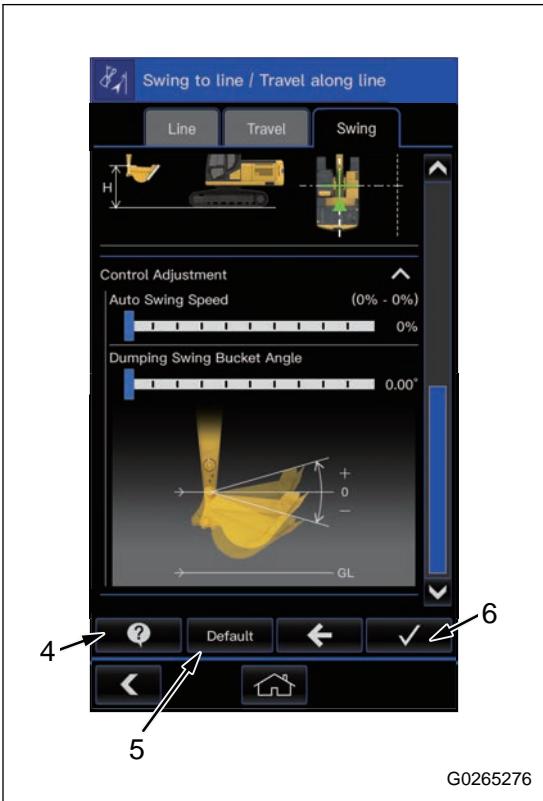 Swing to line / Travel along line
Line Travel Swing
H
Control Adjustment
Auto Swing Speed (0% - 0%)
0%
Dumping Swing Bucket Angle
0.00°
+
0
−
GL
? Default
4
5
6
G0265276